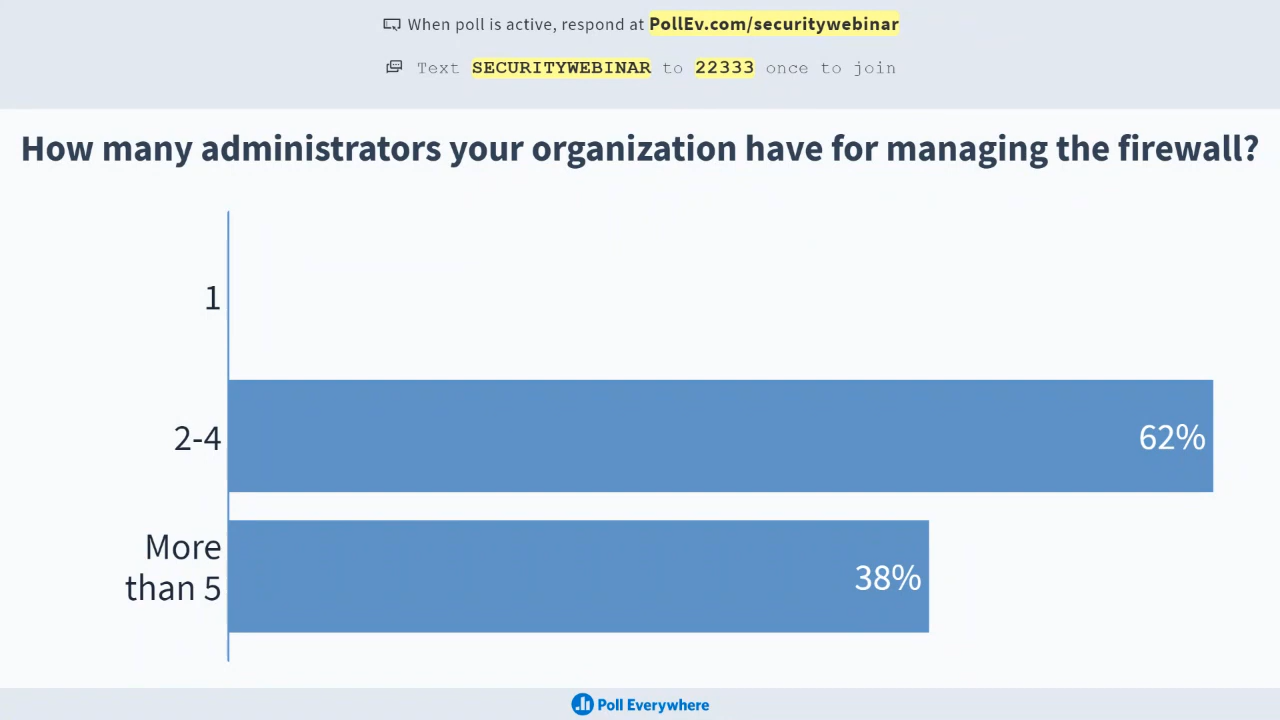 When poll is active, respond at PollEv.com/securitywebinar
Text SECURITYWEBINAR to 22333 once to join
How many administrators your organization have for managing the firewall?
1
2-4
62%
More
than 5
38%
Poll Everywhere